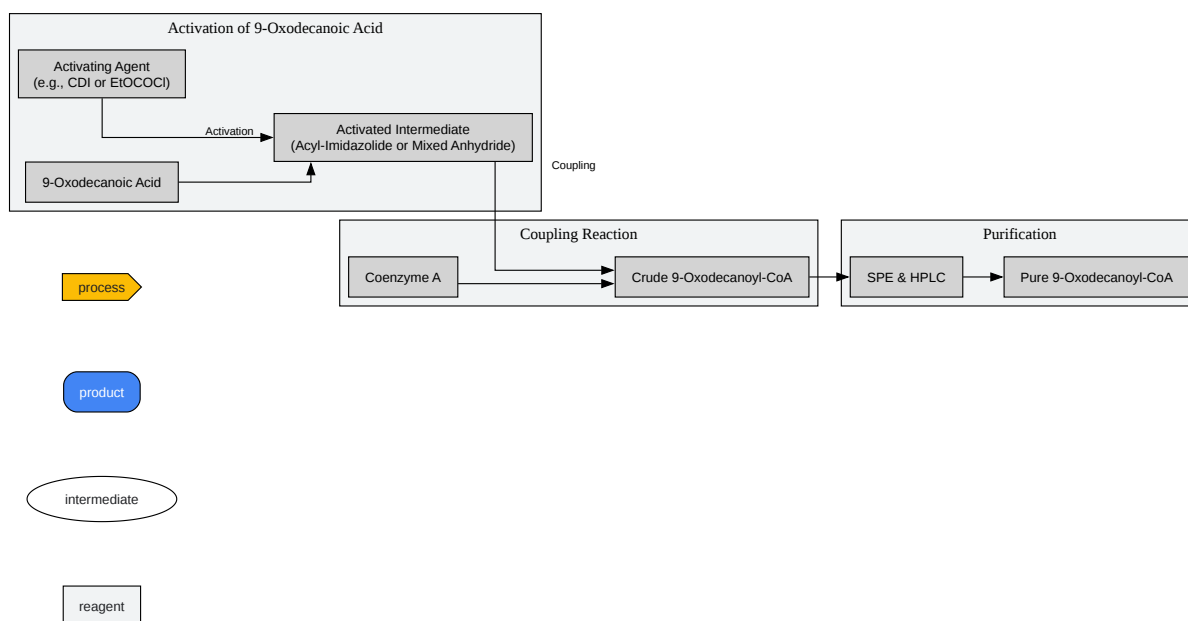 Activation of 9-Oxodecanoic Acid
Activating Agent
(e.g., CDI or EtOCOCl)
Activation
Activated Intermediate
(Acyl-Imidazolide or Mixed Anhydride)
9-Oxodecanoic Acid
Coupling
Coupling Reaction
Coenzyme A
Crude 9-Oxodecanoyl-CoA
Purification
SPE & HPLC
Pure 9-Oxodecanoyl-CoA
process
product
intermediate
reagent